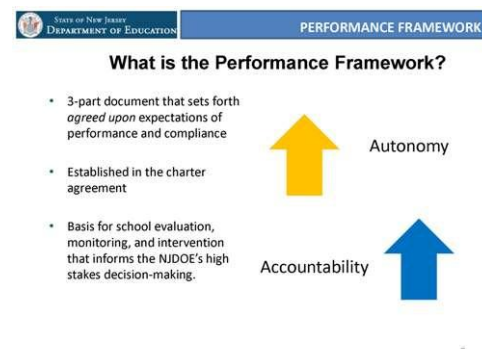 STATE OF NEW JERSEY
DEPARTMENT OF EDUCATION
PERFORMANCE FRAMEWORK
What is the Performance Framework?
• 3-part document that sets forth
agreed upon expectations of
performance and compliance
• Established in the charter
agreement
• Basis for school evaluation,
monitoring, and intervention
that informs the NJDOE's high
stakes decision-making.
Autonomy
Accountability